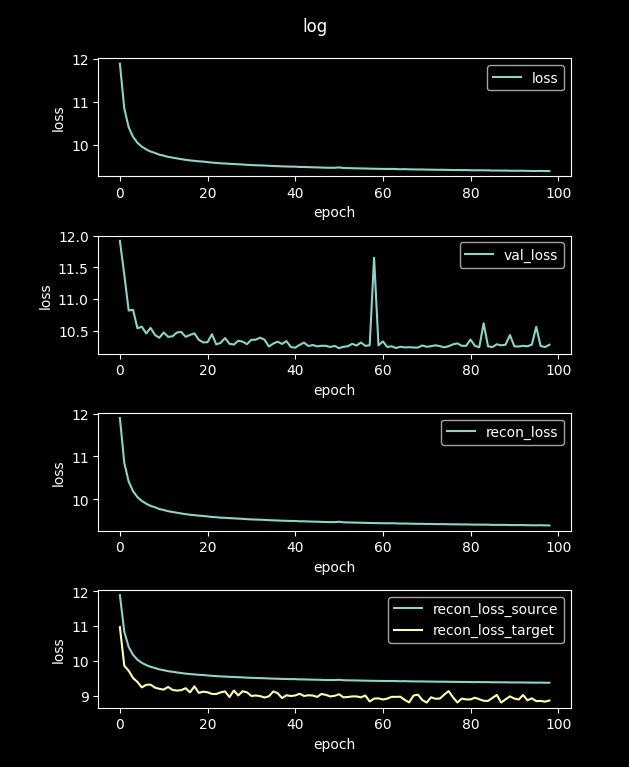 log
12
11
10
loss
0 20 40 60 80 100
epoch
loss
12.0
11.5
11.0
10.5
val_loss
loss
0 20 40 60 80 100
epoch
12
11
10
recon_loss
loss
0 20 40 60 80 100
epoch
12
11
10
9
recon_loss_source
recon_loss_target
loss
0 20 40 60 80 100
epoch